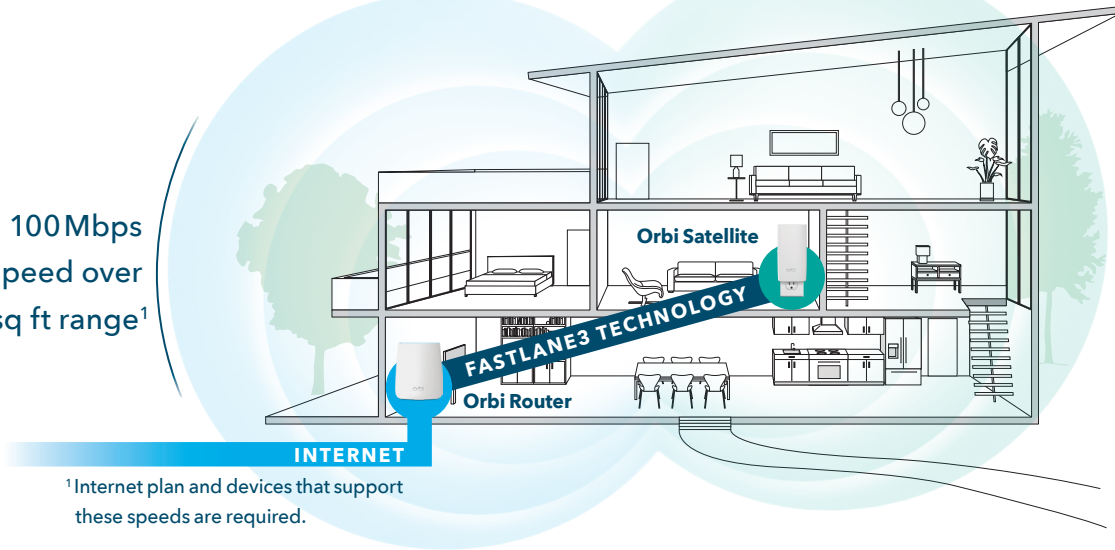 100 Mbps
peed over
sq ft range¹
Orbi Satellite
FASTLANE3 TECHNOLOGY
orbi
Orbi Router
INTERNET
¹ Internet plan and devices that support
these speeds are required.